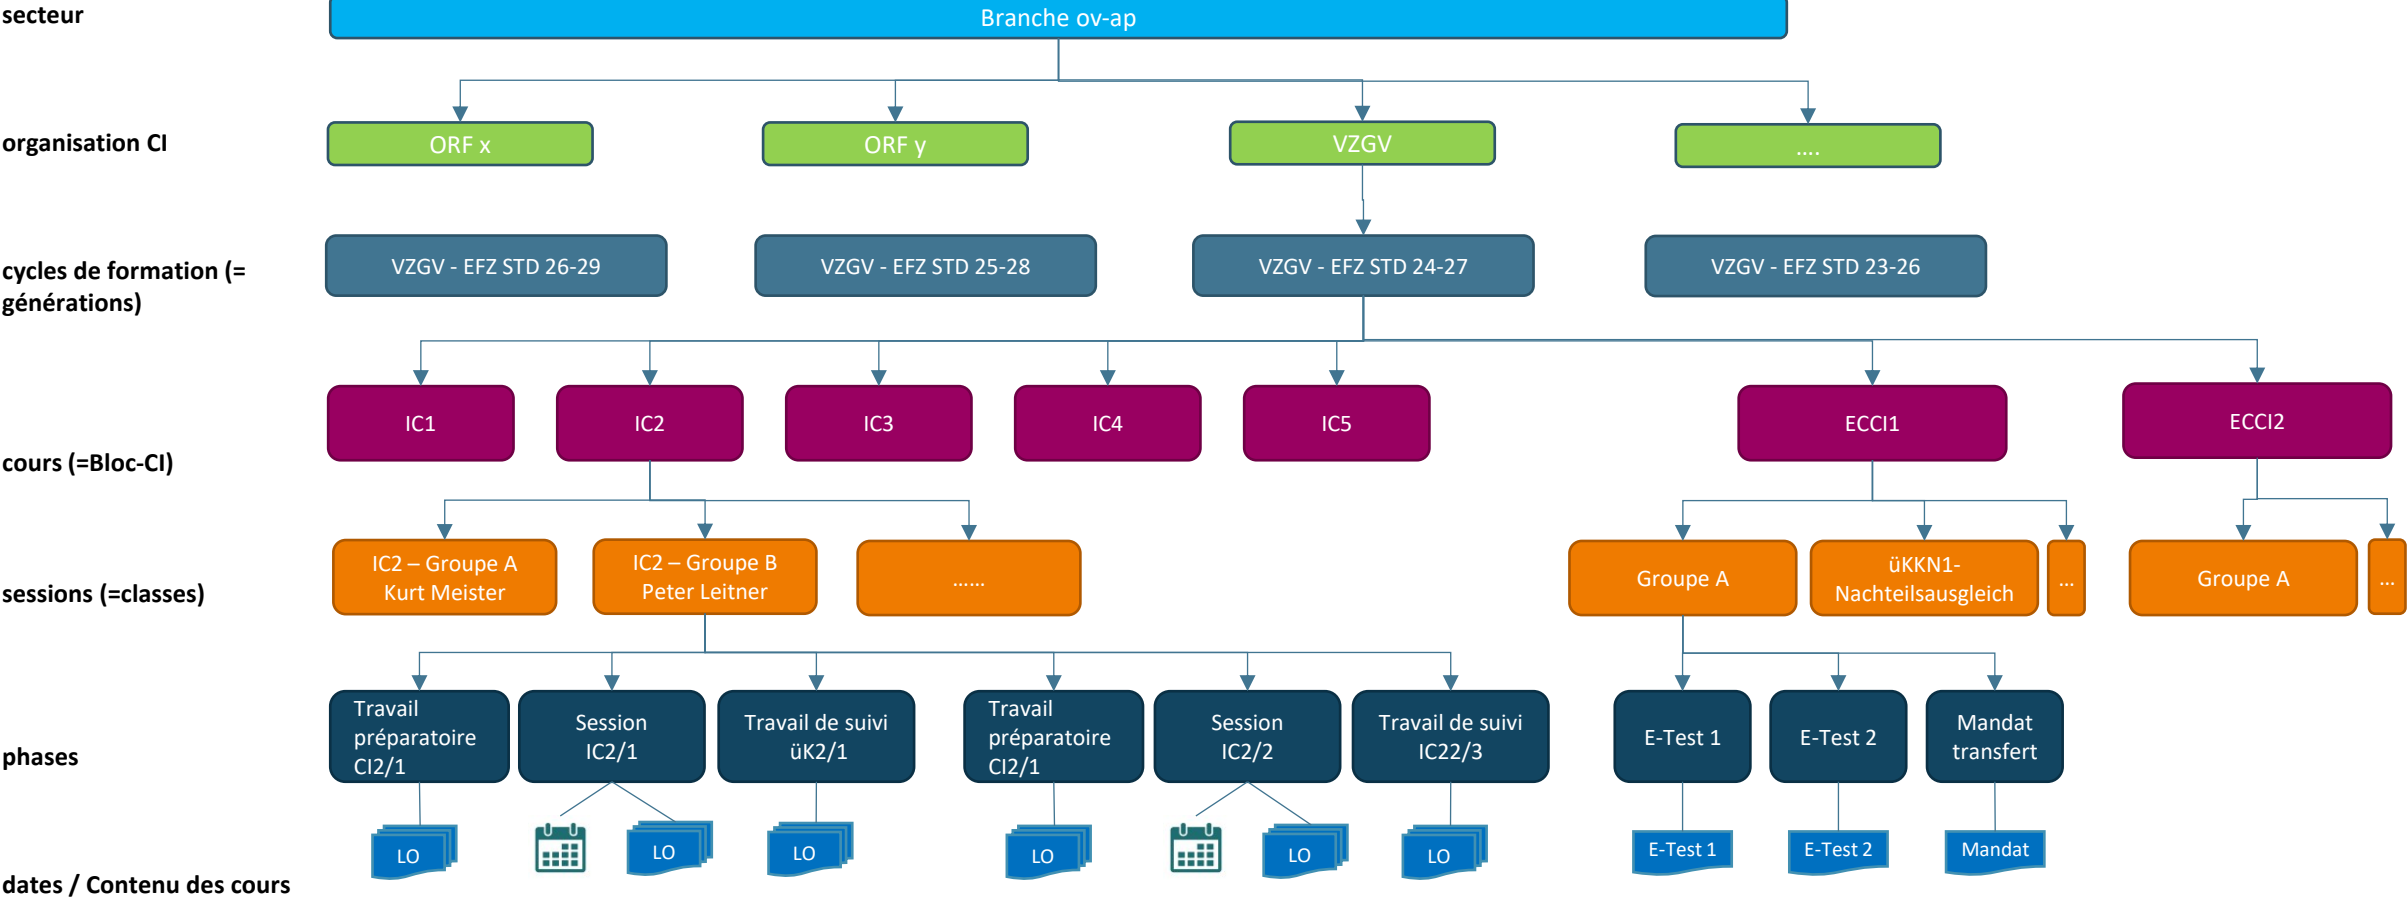 secteur
Branche ov-ap
organisation CI
ORF x
ORF y
VZGV
....
cycles de formation (=
générations)
VZGV - EFZ STD 26-29
VZGV - EFZ STD 25-28
VZGV - EFZ STD 24-27
VZGV - EFZ STD 23-26
cours (=Bloc-CI)
IC1
IC2
IC3
IC4
IC5
ECCI1
ECCI2
sessions (=classes)
IC2 – Groupe A
Kurt Meister
IC2 – Groupe B
Peter Leitner
......
Groupe A
üKKN1-
Nachteilsausgleich
...
Groupe A
...
phases
Travail
préparatoire
CI2/1
Session
IC2/1
Travail de suivi
üK2/1
Travail
préparatoire
CI2/1
Session
IC2/2
Travail de suivi
IC22/3
E-Test 1
E-Test 2
Mandat
transfert
dates / Contenu des cours
LO
LO
LO
LO
LO
LO
E-Test 1
E-Test 2
Mandat